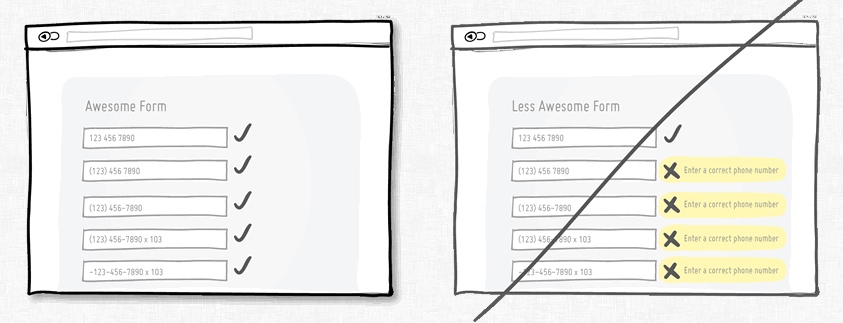 Awesome Form
123 456 7890
(123) 456 7890
(123) 456-7890
(123) 456-7890 x 103
-123-456-7890 x 103
Less Awesome Form
123 456 7890
(123) 456 7890
Enter a correct phone number
(123) 456-7890
Enter a correct phone number
(123) 456-7890 x 103
Enter a correct phone number
-123-456-7890 x 103
Enter a correct phone number